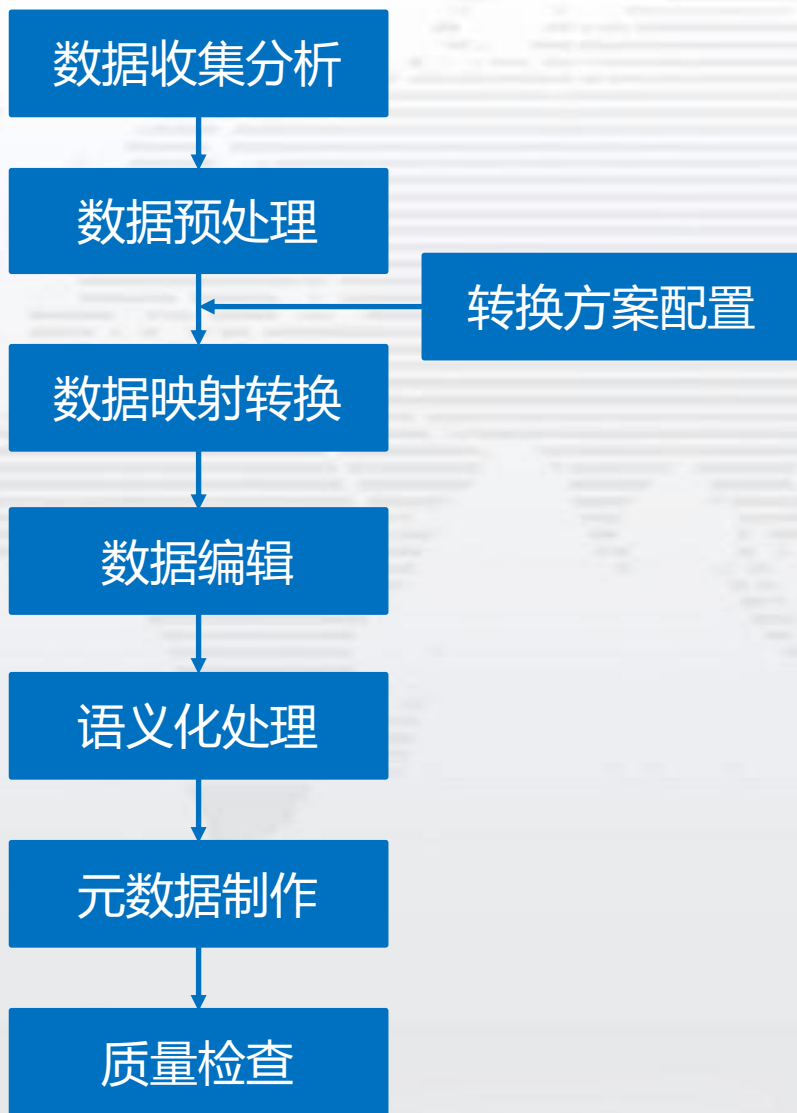 数据收集分析
数据预处理
转换方案配置
数据映射转换
数据编辑
语义化处理
元数据制作
质量检查